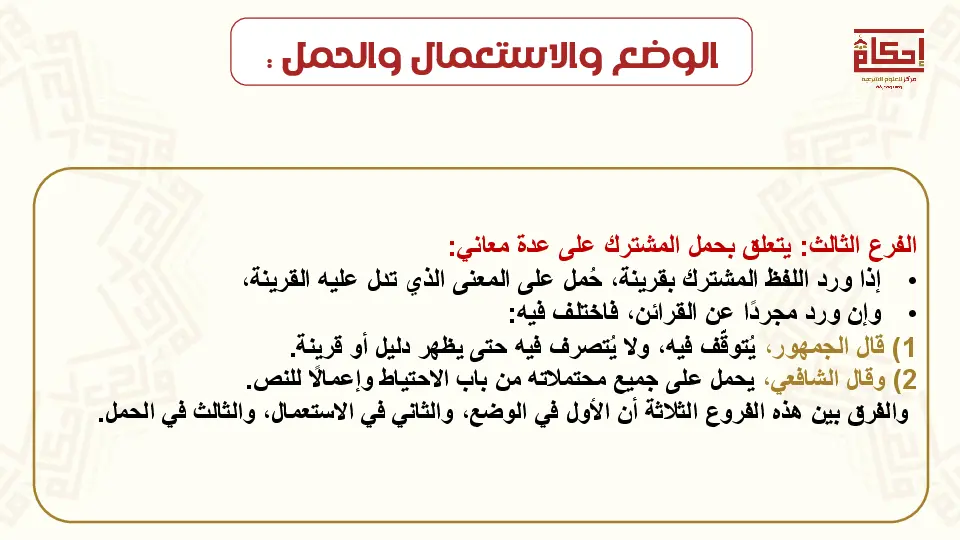 الوضع والاستعمال والحمل :
إحكام
مركز للعلوم الشرعية
الفرع الثالث: يتعلق بحمل المشترك على عدة معاني:
• إذا ورد اللفظ المشترك بقرينة، حُمل على المعنى الذي تدل عليه القرينة،
• وإن ورد مجردًا عن القرائن، فاختلف فيه:
1) قال الجمهور، يُتوقّف فيه، ولا يُتصرف فيه حتى يظهر دليل أو قرينة.
2) وقال الشافعي، يحمل على جميع محتملاته من باب الاحتياط وإعمالًا للنص.
والفرق بين هذه الفروع الثلاثة أن الأول في الوضع، والثاني في الاستعمال، والثالث في الحمل.